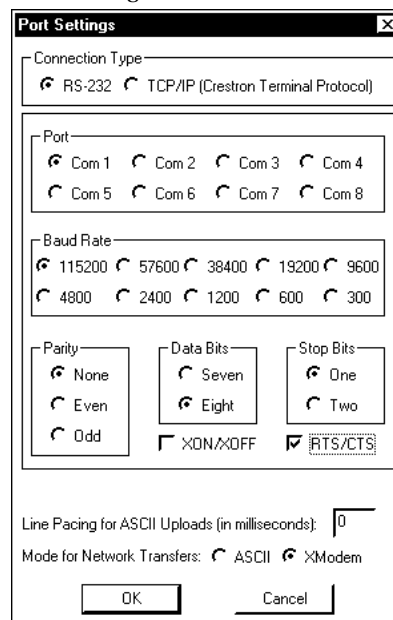 Port Settings
Connection Type
RS-232 TCP/IP (Crestron Terminal Protocol)
Port
Com 1 Com 2 Com 3 Com 4
Com 5 Com 6 Com 7 Com 8
Baud Rate
115200 57600 38400 19200 9600
4800 2400 1200 600 300
Parity
None
Even
Odd
Data Bits
Seven
Eight
Stop Bits
One
Two
XON/XOFF RTS/CTS
Line Pacing for ASCII Uploads (in milliseconds): 0
Mode for Network Transfers: ASCII XModem
OK Cancel